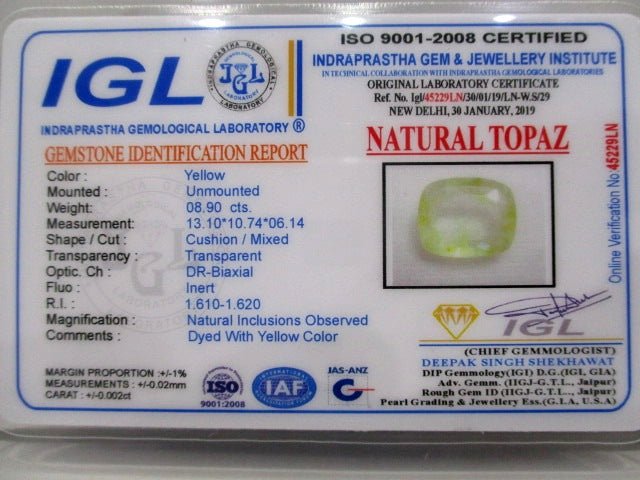 IGL
INDRAPRASTHA GEMOLOGICAL LABORATORY ®
GEMSTONE IDENTIFICATION REPORT
Color : Yellow
Mounted : Unmounted
Weight: 08.90 cts.
Measurement: 13.10*10.74*06.14
Shape / Cut : Cushion / Mixed
Transparency : Transparent
Optic. Ch : DR-Biaxial
Fluo : Inert
R.I. : 1.610-1.620
Magnification : Natural Inclusions Observed
Comments : Dyed With Yellow Color
MARGIN PROPORTION :+/-1%
MEASUREMENTS : +/-0.02mm
CARAT : +/-0.002ct
ISO
9001:2008
INTERNATIONAL
IAF
JAS-ANZ
ISO 9001-2008 CERTIFIED
INDRAPRASTHA GEM & JEWELLERY INSTITUTE
IN TECHNICAL COLLABORATION WITH INDRAPRASTHA GEMOLOGICAL LABORATORIES
ORIGINAL LABORATORY CERTIFICATE
Ref. No. Igl/45229LN/30/01/19/LN-W.S/29
NEW DELHI, 30 JANUARY, 2019
NATURAL TOPAZ
Online Verification No.45229LN
IGL
(CHIEF GEMMOLOGIST)
DEEPAK SINGH SHEKHAWAT
DIP Gemmology (IGI) D.G.(IGL, GIA)
Adv. Gemm. (IIGJ-G.T.L., Jaipur)
Rough Gem ID (IIGJ-G.T.L., Jaipur)
Pearl Grading & Jewellery Ess.(G.I.A, U.S.A)